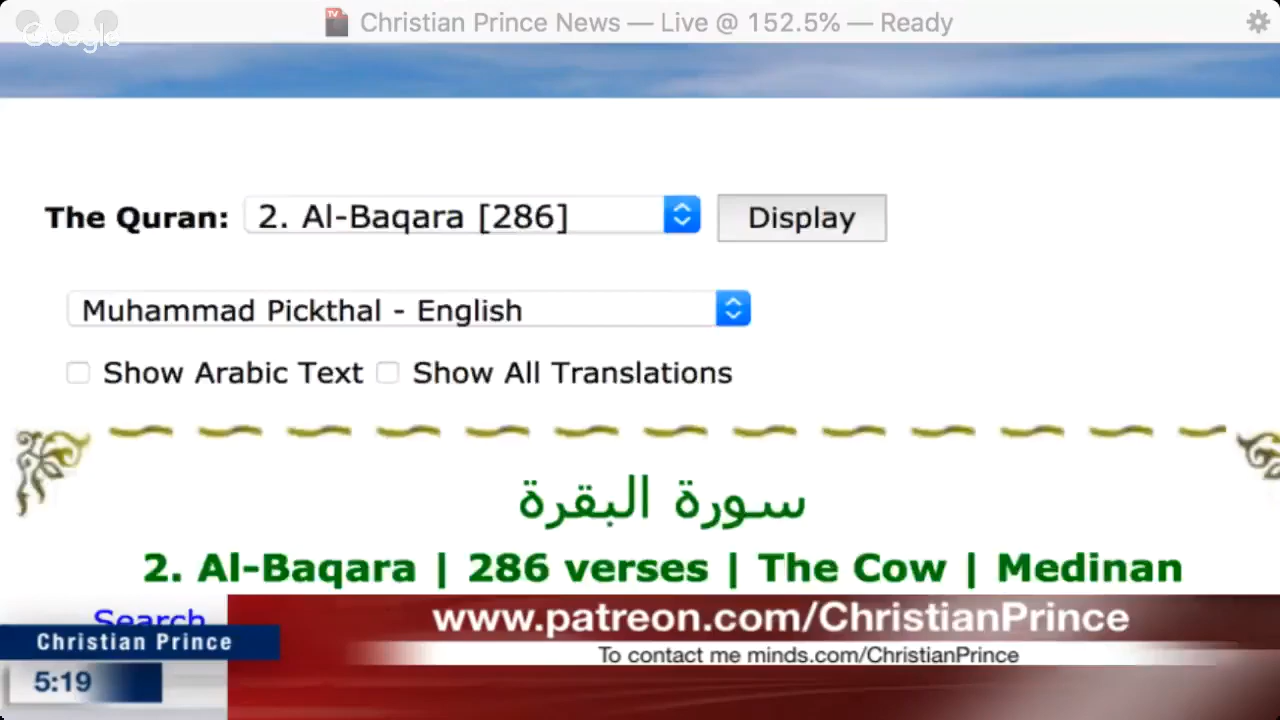 Christian Prince News — Live @ 152.5% — Ready
Google
The Quran: 2. Al-Baqara [286] Display
Muhammad Pickthal - English
Show Arabic Text Show All Translations
سورة البقرة
2. Al-Baqara | 286 verses | The Cow | Medinan
Search
www.patreon.com/ChristianPrince
Christian Prince
To contact me minds.com/ChristianPrince
5:19